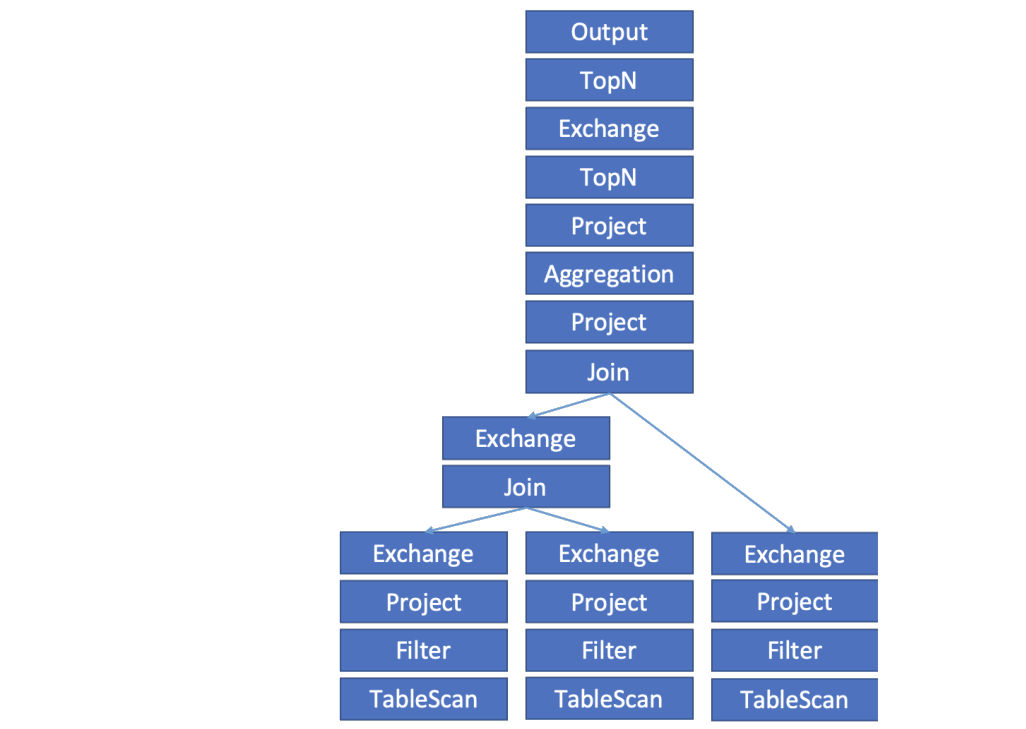 Output
TopN
Exchange
TopN
Project
Aggregation
Project
Join
Exchange
Join
Exchange
Project
Filter
TableScan
Exchange
Project
Filter
TableScan
Exchange
Project
Filter
TableScan